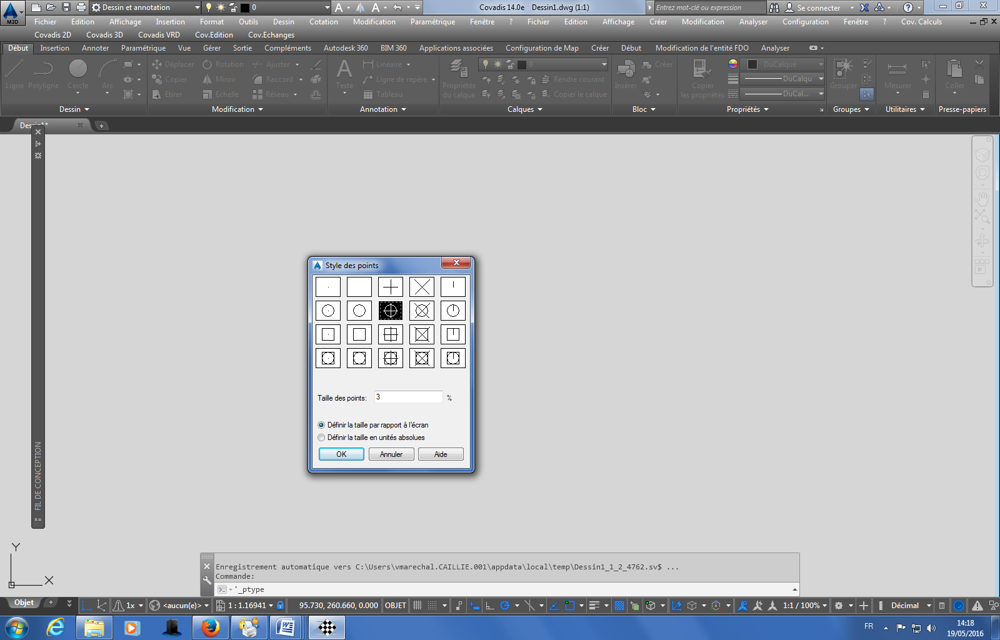 Dessin et annotation 0 Covadis 14.0e Dessin1.dwg (1:1) Entrez mot-clé ou expression Se connecter
M3D
Fichier Edition Affichage Insertion Format Outils Dessin Cotation Modification Paramétrique Fenêtre ? Fichier Edition Affichage Créer Modification Analyser Configuration Fenêtre ? Cov. Calculs
Covadis 2D Covadis 3D Covadis VRD Cov.Edition Cov.Echanges
Début Insertion Annoter Paramétrique Vue Gérer Sortie Compléments Autodesk 360 BIM 360 Applications associées Configuration de Map Créer Début Modification de l'entité FDO Analyser
Déplacer Rotation Ajuster Linéaire 0 Créer DuCalque
Ligne Polyligne Cercle Arc Copier Miroir Raccord Texte Ligne de repère Propriétés du calque Rendre courant Insérer Copier les propriétés DuCalqu Grouper Mesurer Coller
Etirer Echelle Réseau Tableau Copier le calque DuCal...
Dessin Modification Annotation Calques Bloc Propriétés Groupes Utilitaires Presse-papiers
Dessin1*
Style des points
Taille des points: 3 %
Définir la taille par rapport à l'écran
Définir la taille en unités absolues
OK Annuler Aide
FIL DE CONCEPTION
Y
X
Enregistrement automatique vers C:\Users\vmarechal.CAILLIE.001\appdata\local\temp\Dessin1_1_2_4762.sv$ ...
Commande:
'_ptype
Objet 1x <aucun(e)> 1 : 1.16941 95.730, 260.660, 0.000 OBJET 1:1 / 100% Décimal
FR 14:18
19/05/2016